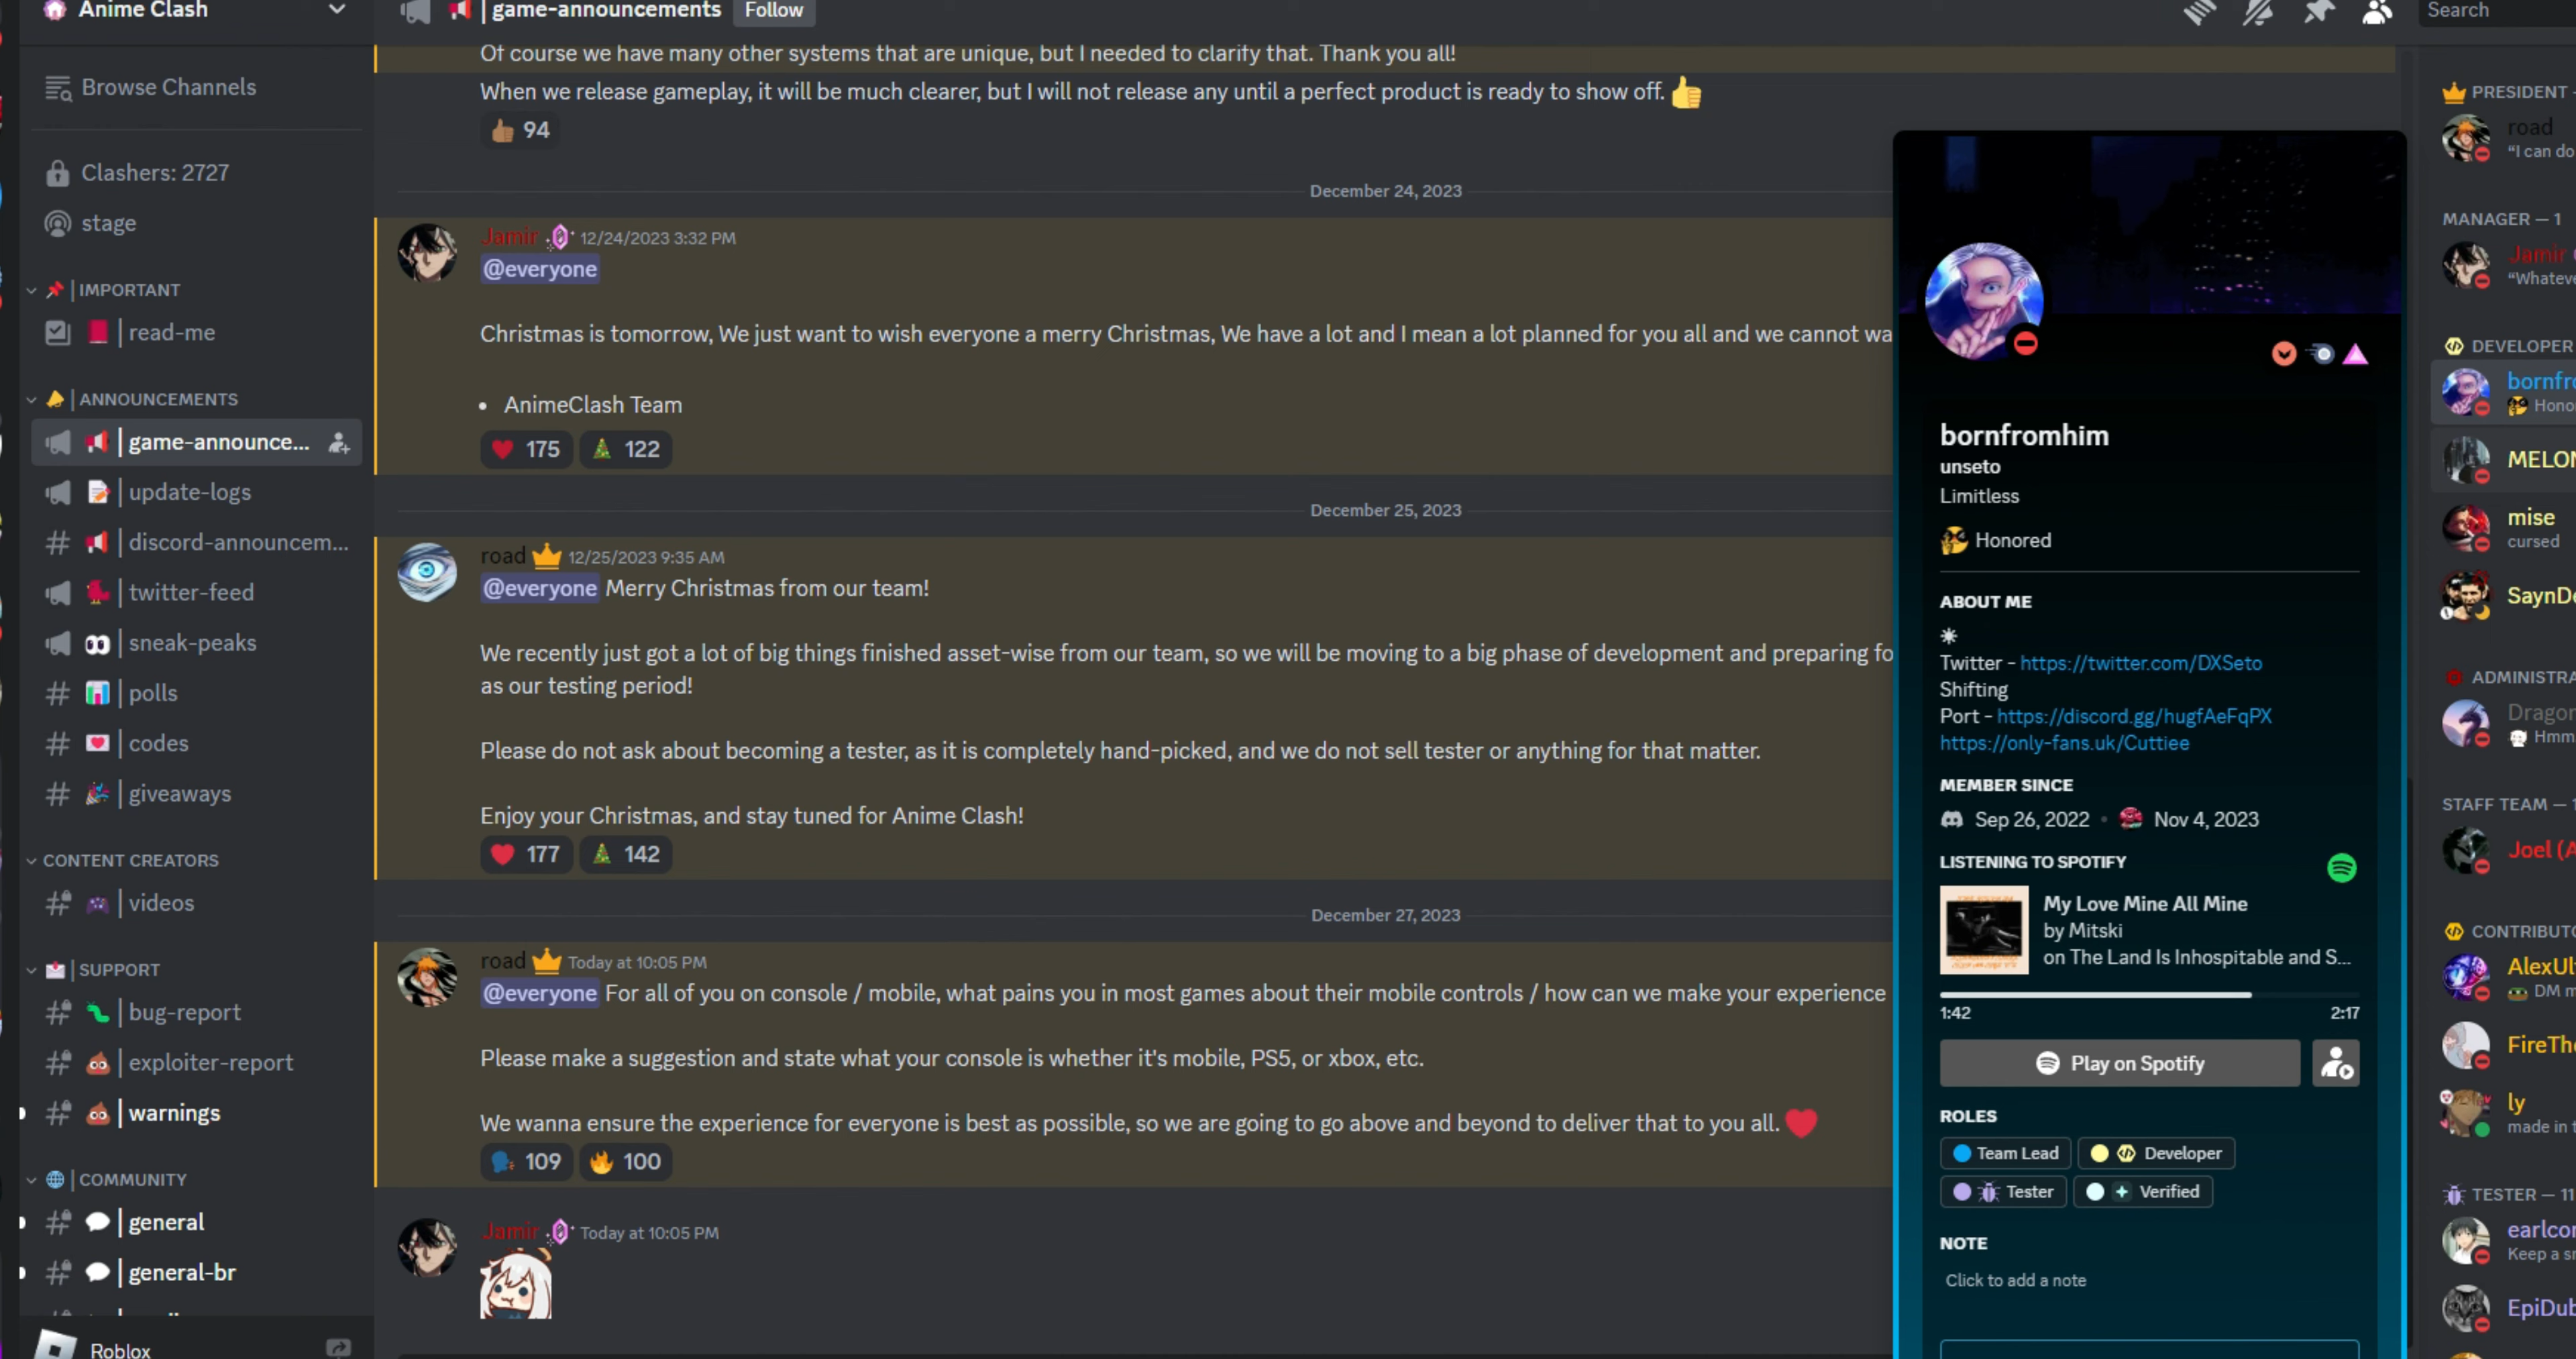 Anime Clash
Browse Channels
Clashers: 2727
stage
| IMPORTANT
| read-me
| ANNOUNCEMENTS
| game-announce...
| update-logs
| discord-announcem...
| twitter-feed
| sneak-peaks
| polls
| codes
| giveaways
CONTENT CREATORS
| videos
| SUPPORT
| bug-report
| exploiter-report
| warnings
| COMMUNITY
| general
| general-br
Roblox
| game-announcements Follow
Search
Of course we have many other systems that are unique, but I needed to clarify that. Thank you all!
When we release gameplay, it will be much clearer, but I will not release any until a perfect product is ready to show off. 👍
94
December 24, 2023
Jamir 12/24/2023 3:32 PM
@everyone
Christmas is tomorrow, We just want to wish everyone a merry Christmas, We have a lot and I mean a lot planned for you all and we cannot wa
• AnimeClash Team
175 122
December 25, 2023
road 12/25/2023 9:35 AM
@everyone Merry Christmas from our team!
We recently just got a lot of big things finished asset-wise from our team, so we will be moving to a big phase of development and preparing fo
as our testing period!
Please do not ask about becoming a tester, as it is completely hand-picked, and we do not sell tester or anything for that matter.
Enjoy your Christmas, and stay tuned for Anime Clash!
177 142
December 27, 2023
road Today at 10:05 PM
@everyone For all of you on console / mobile, what pains you in most games about their mobile controls / how can we make your experience
Please make a suggestion and state what your console is whether it's mobile, PS5, or xbox, etc.
We wanna ensure the experience for everyone is best as possible, so we are going to go above and beyond to deliver that to you all. ❤️
109 100
Jamir Today at 10:05 PM
bornfromhim
unseto
Limitless
Honored
ABOUT ME
☀
Twitter - https://twitter.com/DXSeto
Shifting
Port - https://discord.gg/hugfAeFqPX
https://only-fans.uk/Cuttiee
MEMBER SINCE
Sep 26, 2022 • Nov 4, 2023
LISTENING TO SPOTIFY
My Love Mine All Mine
by Mitski
on The Land Is Inhospitable and S...
1:42 2:17
Play on Spotify
ROLES
Team Lead Developer
Tester Verified
NOTE
Click to add a note
PRESIDENT -
road
"I can do
MANAGER — 1
Jamir
"Whateve
DEVELOPER
bornfro
Hono
MELON
mise
cursed
SaynDe
ADMINISTRA
Dragon
Hmm
STAFF TEAM — 1
Joel (A
CONTRIBUTO
AlexUlt
DM m
FireThe
ly
made in t
TESTER — 11
earlcor
Keep a sm
EpiDub